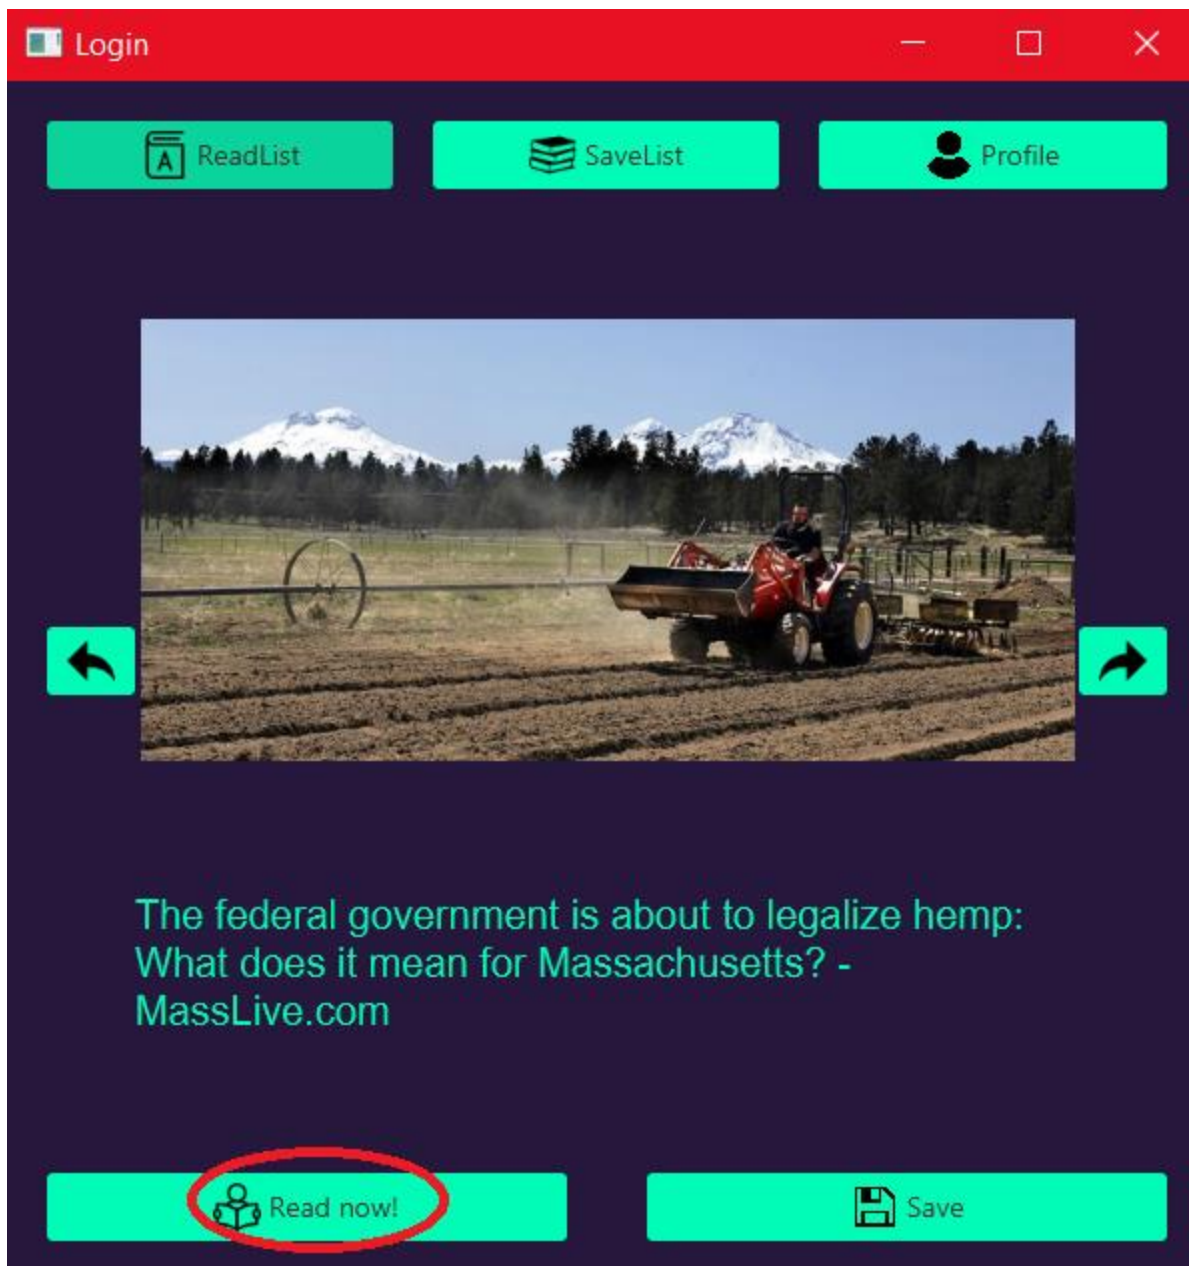 Login
ReadList
SaveList
Profile
The federal government is about to legalize hemp:
What does it mean for Massachusetts? -
MassLive.com
Read now!
Save